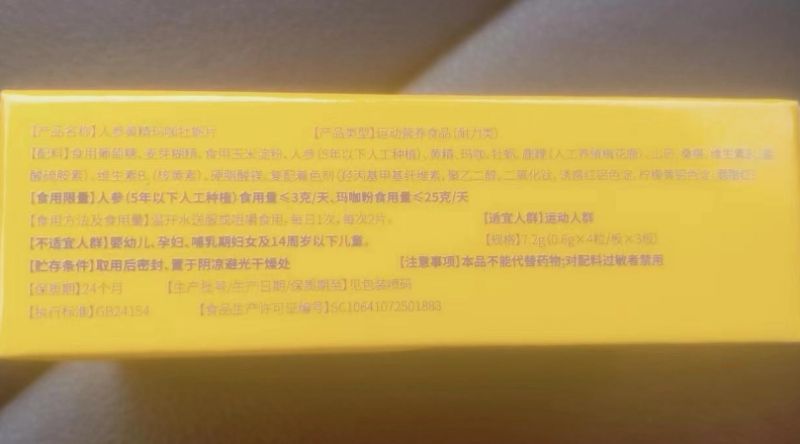 【产品名称】人参黄精玛咖牡蛎片 【产品类型】运动营养食品(耐力类)
【配料】食用葡萄糖、麦芽糊精、食用玉米淀粉、人参(5年以下人工种植)、黄精、玛咖、牡蛎、鹿鞭(人工养殖梅花鹿)、山药、桑椹、维生素B₁(盐
酸硫胺素)、维生素B₂(核黄素)、硬脂酸镁、复配着色剂(羟丙基甲基纤维素、聚乙二醇、二氧化钛、诱惑红铝色淀、柠檬黄铝色淀、
【食用限量】人参(5年以下人工种植)食用量≤3克/天、玛咖粉食用量≤25克/天
【食用方法及食用量】温开水送服或咀嚼食用,每日1次,每次2片。 【适宜人群】运动人群
【不适宜人群】婴幼儿、孕妇、哺乳期妇女及14周岁以下儿童。 【规格】7.2g(0.6g×4粒/板×3板)
【贮存条件】取用后密封、置于阴凉避光干燥处 【注意事项】本品不能代替药物;对配料过敏者禁用
【保质期】24个月 【生产批号/生产日期/保质期至】见包装喷码
【执行标准】GB24154 【食品生产许可证编号】SC10641072501883